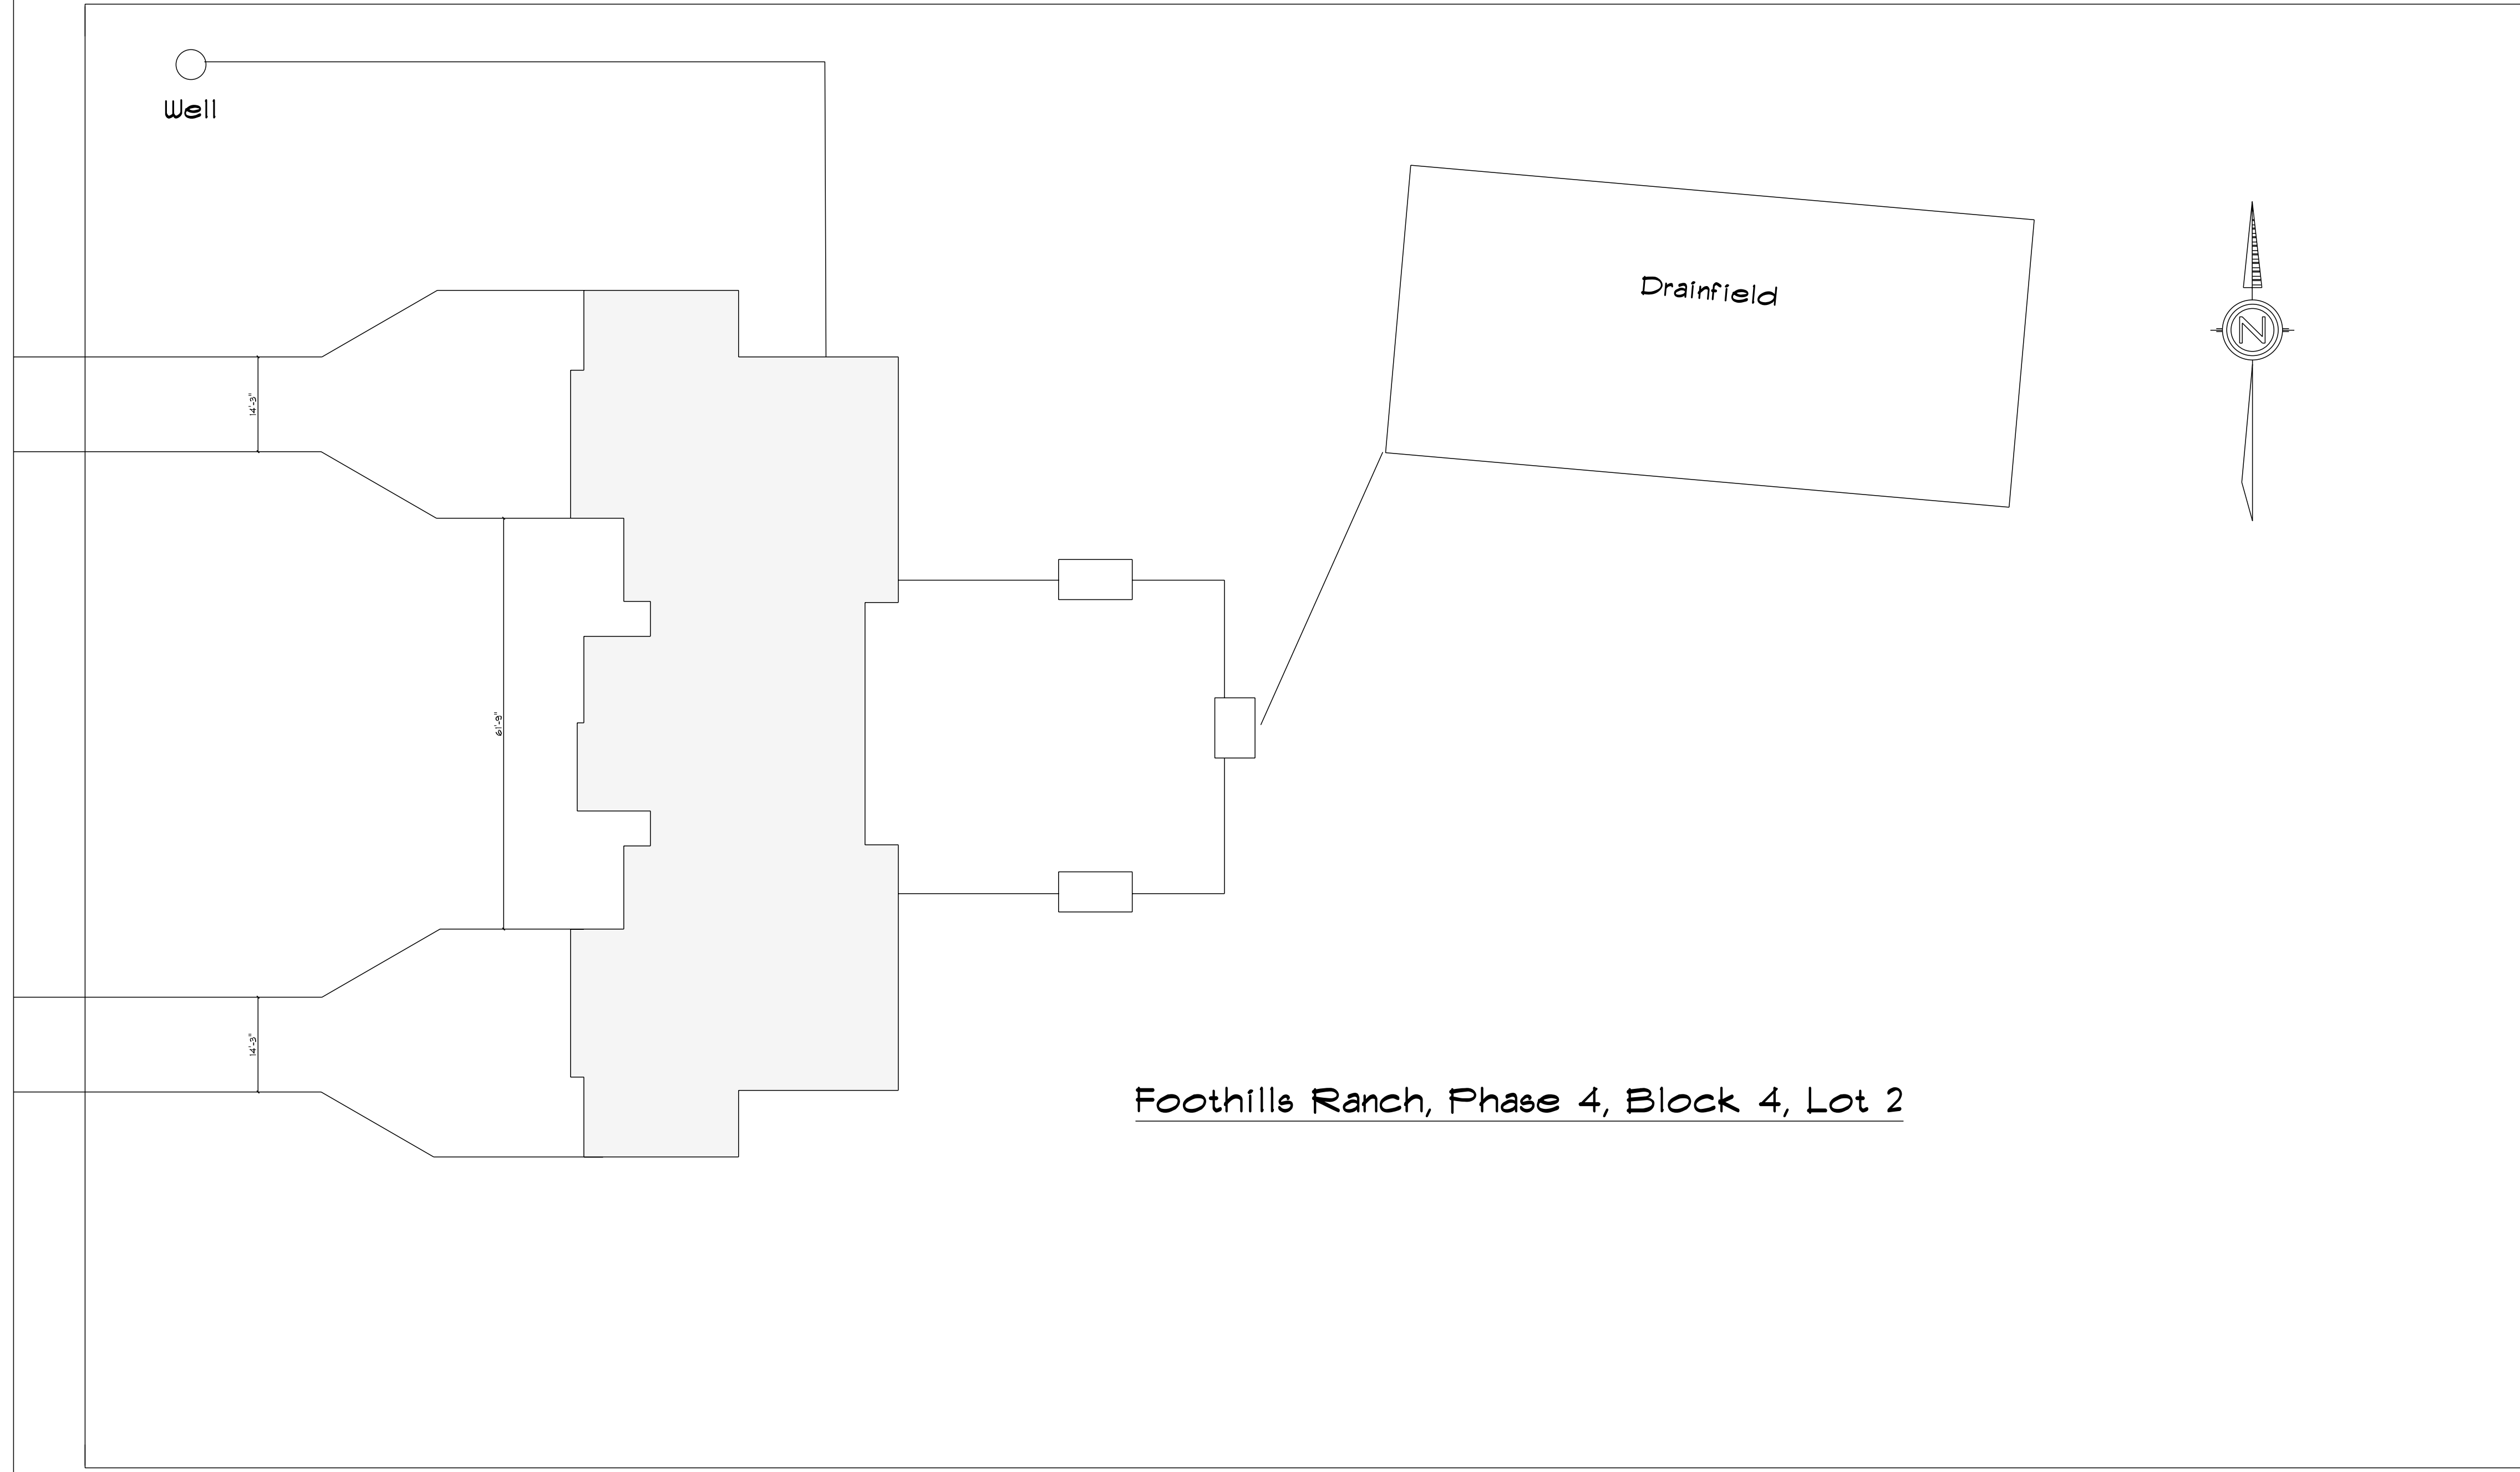 Well
Drainfield
N
14'-3"
61'-9"
14'-3"
Foothills Ranch, Phase 4, Block 4, Lot 2